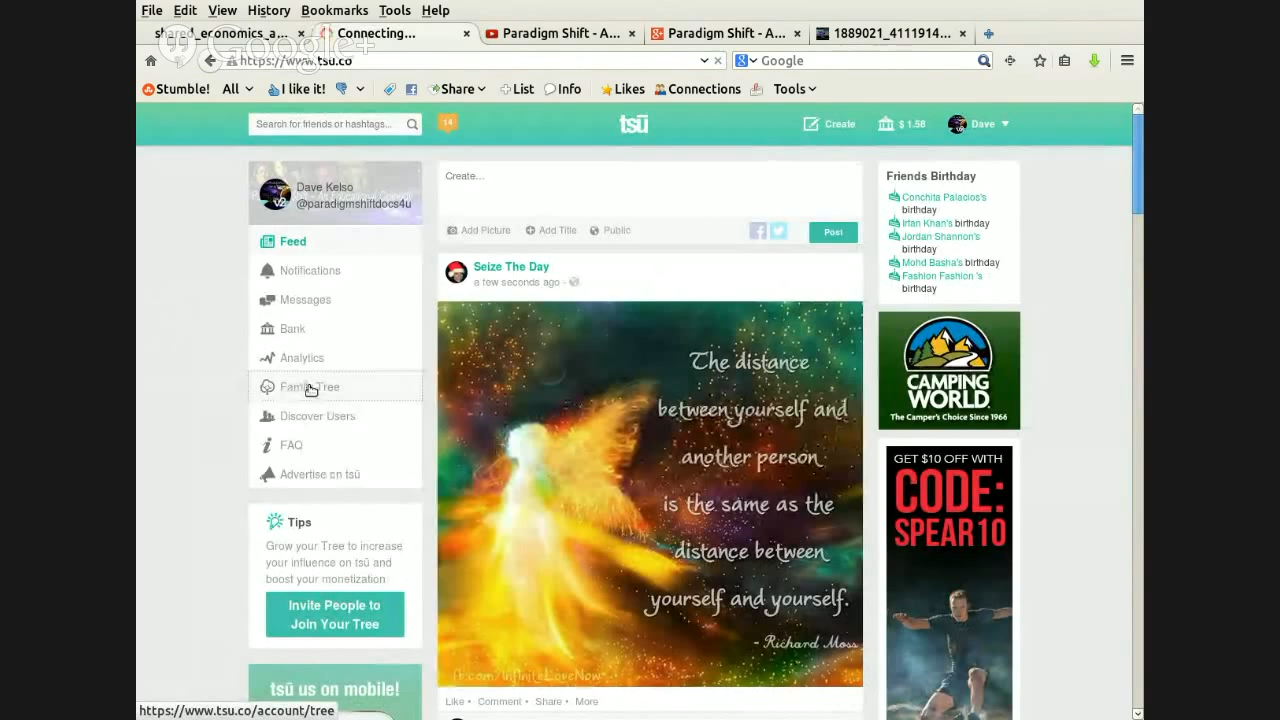 File Edit View History Bookmarks Tools Help
shared_economics_a... × Connecting... × Paradigm Shift - A... × Paradigm Shift - A... × 1889021_4111914... ×
Google+
https://www.tsu.co
Google
Stumble! All I like it! Share List Info Likes Connections Tools
Search for friends or hashtags...
14
tsū
Create
$ 1.58
Dave
Dave Kelso
@paradigmshiftdocs4u
Feed
Notifications
Messages
Bank
Analytics
Family Tree
Discover Users
FAQ
Advertise on tsū
Tips
Grow your Tree to increase
your influence on tsū and
boost your monetization
Invite People to
Join Your Tree
tsū us on mobile!
Create...
Add Picture Add Title Public
Post
Seize The Day
a few seconds ago -
The distance
between yourself and
another person
is the same as the
distance between
yourself and yourself.
- Richard Moss
fb.com/InfiniteLoveNow
Like • Comment • Share • More
Friends Birthday
Conchita Palacios's
birthday
Irfan Khan's birthday
Jordan Shannon's
birthday
Mohd Basha's birthday
Fashion Fashion 's
birthday
CAMPING
WORLD.
The Camper's Choice Since 1966
GET $10 OFF WITH
CODE:
SPEAR10
https://www.tsu.co/account/tree